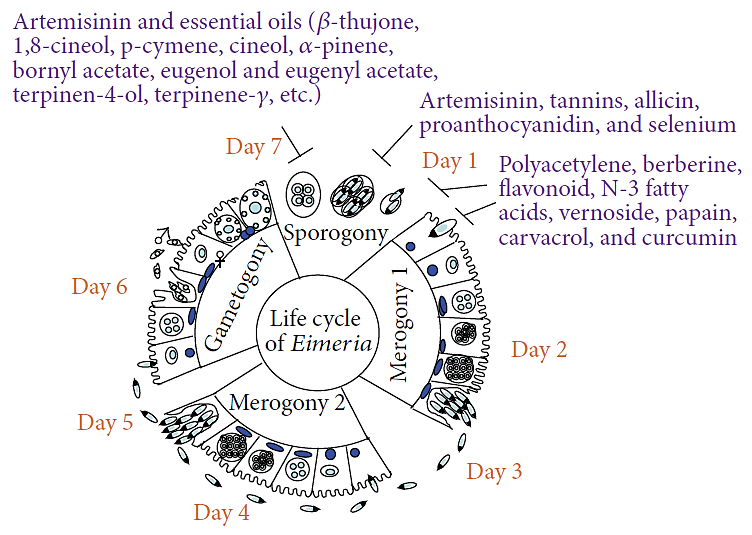 Artemisinin and essential oils (β-thujone,
1,8-cineol, p-cymene, cineol, α-pinene,
bornyl acetate, eugenol and eugenyl acetate,
terpinen-4-ol, terpinene-γ, etc.)
Artemisinin, tannins, allicin,
proanthocyanidin, and selenium
Day 7
Day 1
Polyacetylene, berberine,
flavonoid, N-3 fatty
acids, vernoside, papain,
carvacrol, and curcumin
Sporogony
♂
♀
Gametogony
Merogony 1
Day 6
Life cycle
of Eimeria
Day 2
Merogony 2
Day 5
Day 3
Day 4